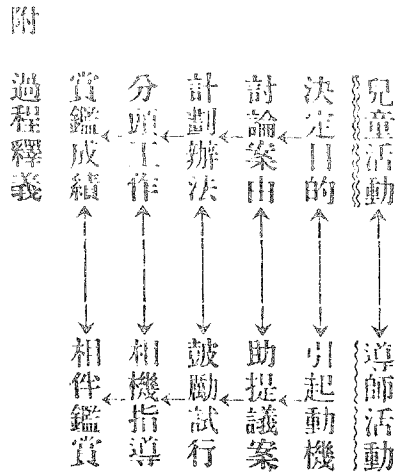 兒童活動 ↔ 導師活動
決定目的 ↔ 引起動機
討論案由 ↔ 助提議案
計劃辦法 ↔ 鼓勵試行
分頭工作 ↔ 相機指導
賞鑑成績 ↔ 相伴鑑賞
附 過程釋義